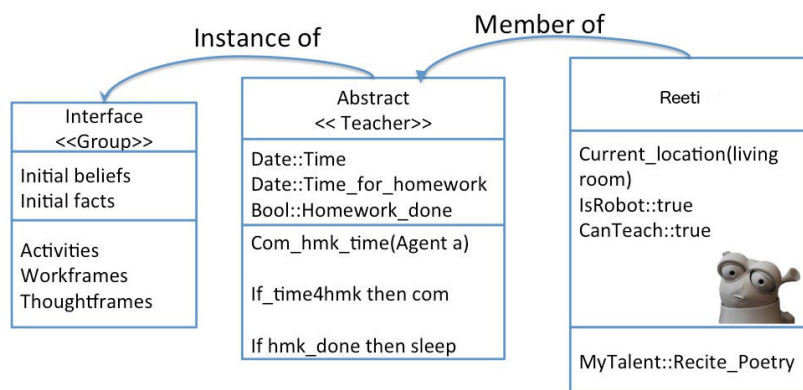 Instance of
Member of
Interface
<<Group>>
Initial beliefs
Initial facts
Activities
Workframes
Thoughtframes
Abstract
<< Teacher>>
Date::Time
Date::Time_for_homework
Bool::Homework_done
Com_hmk_time(Agent a)
If_time4hmk then com
If hmk_done then sleep
Reeti
Current_location(living
room)
IsRobot::true
CanTeach::true
MyTalent::Recite_Poetry